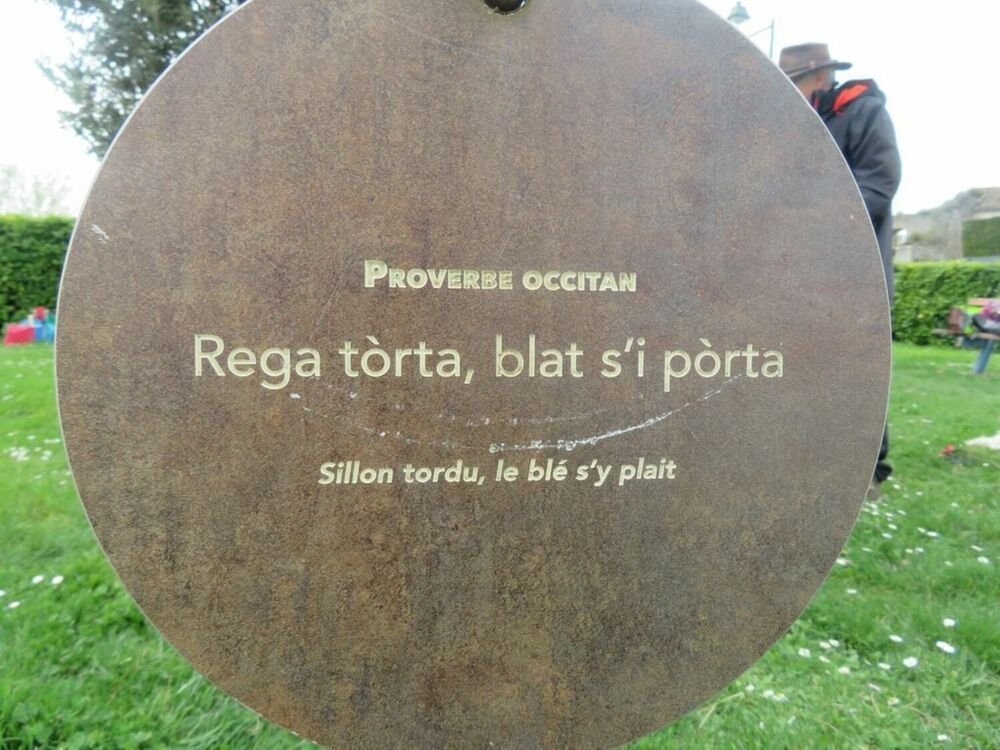 PROVERBE OCCITAN
Rega tòrta, blat s'i pòrta
Sillon tordu, le blé s'y plait